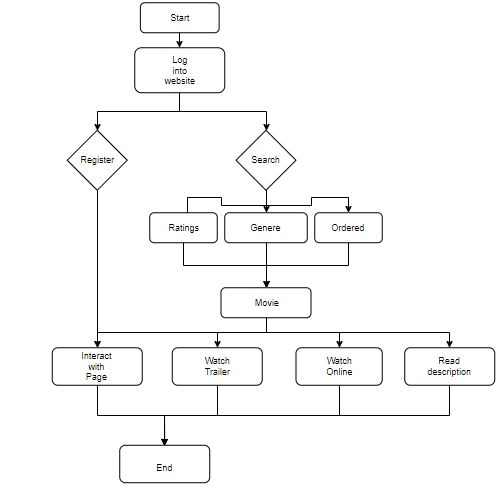 Start
Log
into
website
Register
Search
Ratings
Genere
Ordered
Movie
Interact
with
Page
Watch
Trailer
Watch
Online
Read
description
End